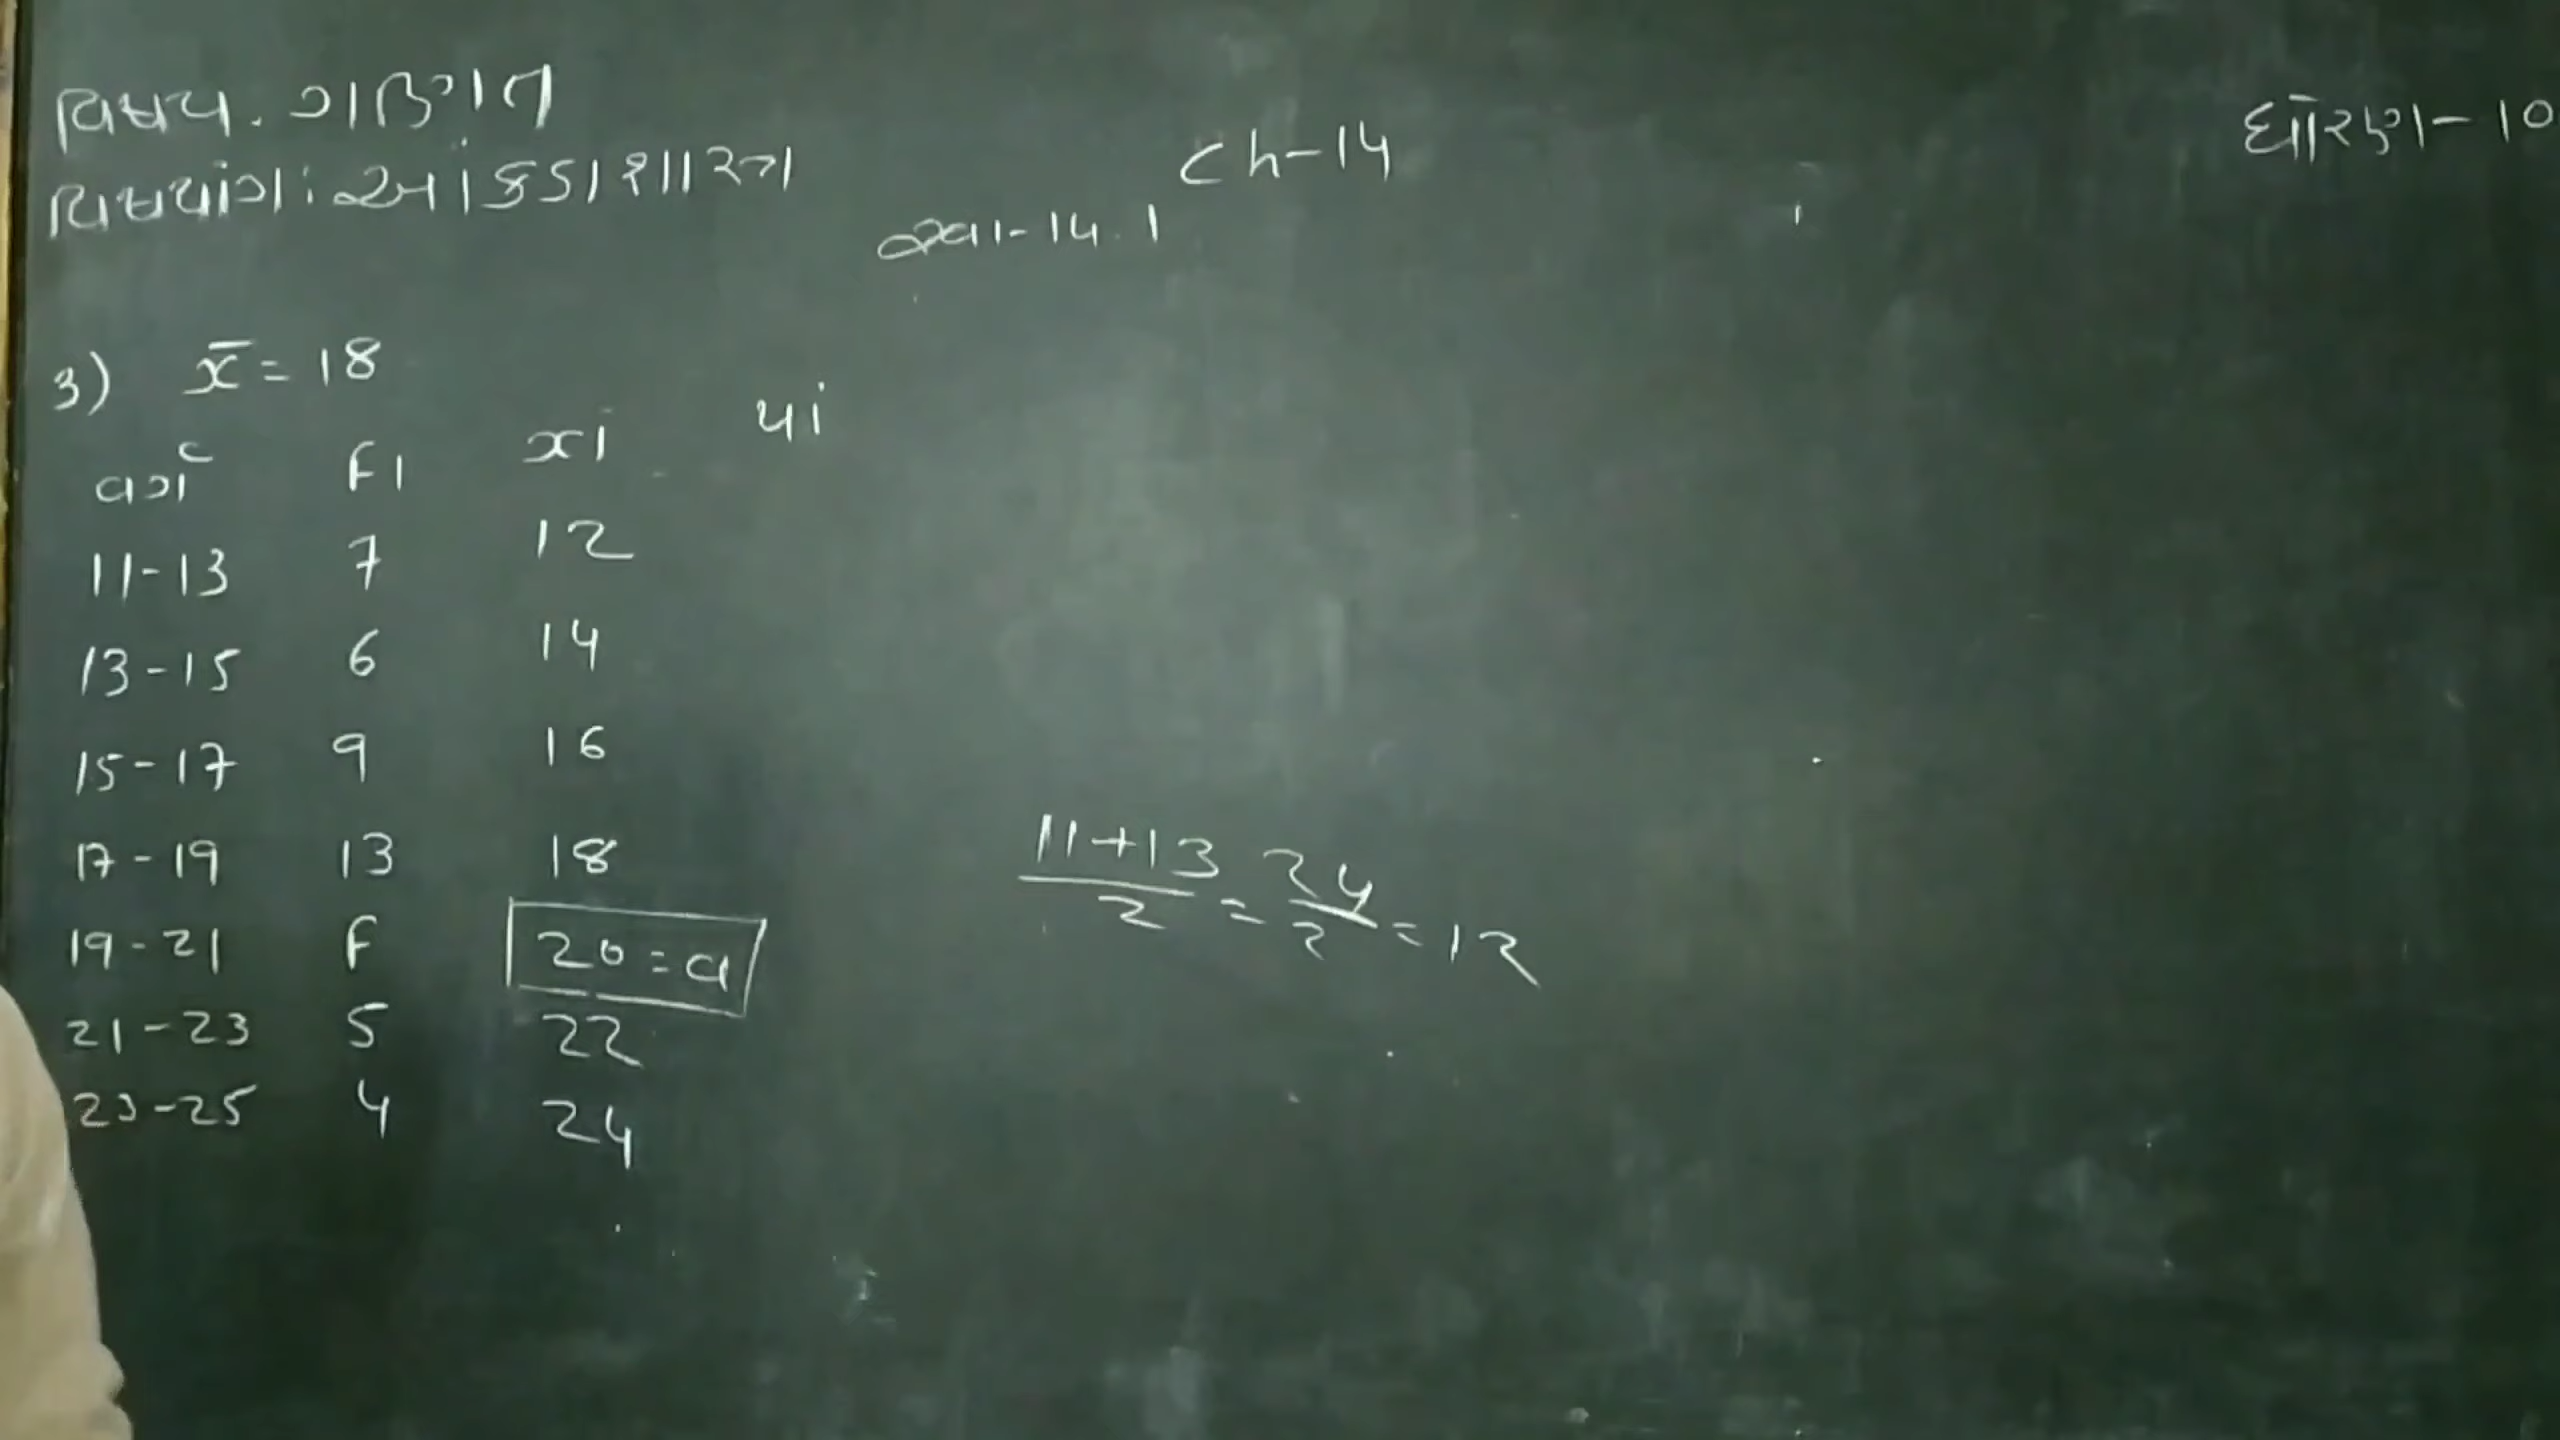 વિષય. ગણિત
વિષયાંગ: આંકડાશાસ્ત્ર
Ch-14
ધોરણ-10
સ્વા-14.1
3) x̄ = 18
વર્ગ fi xi ui
11-13 7 12
13-15 6 14
15-17 9 16
17-19 13 18
19-21 F 20=a
21-23 5 22
23-25 4 24
11+13/2 = 24/2 = 12